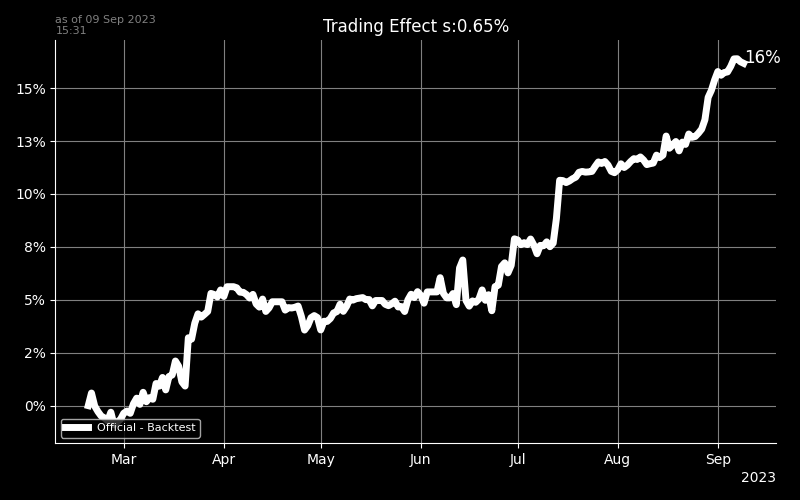 as of 09 Sep 2023
15:31
Trading Effect s:0.65%
16%
15%
13%
10%
8%
5%
2%
0%
Official - Backtest
Mar Apr May Jun Jul Aug Sep
2023